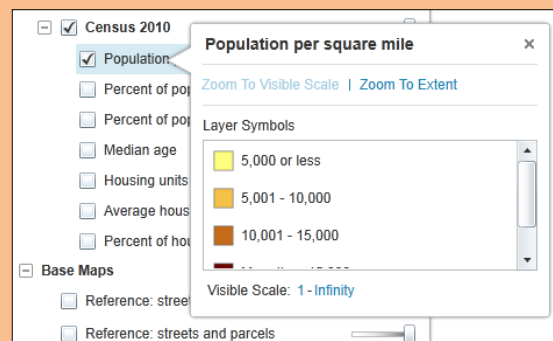 Census 2010
Population
Percent of pop
Percent of pop
Median age
Housing units
Average hous
Percent of hou
Base Maps
Reference: street
Reference: streets and parcels
Population per square mile
Zoom To Visible Scale | Zoom To Extent
Layer Symbols
5,000 or less
5,001 - 10,000
10,001 - 15,000
Visible Scale: 1 - Infinity